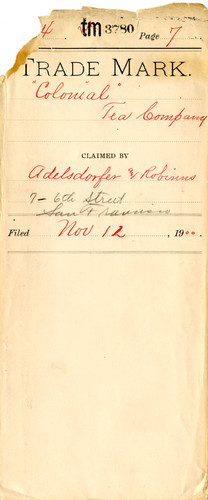 4 tm 3780 Page 7
TRADE MARK.
"Colonial"
Tea Company
CLAIMED BY
Adelsdorfer & Robinus
7 - 6th Street
San Francisco
Filed Nov 12, 1900.